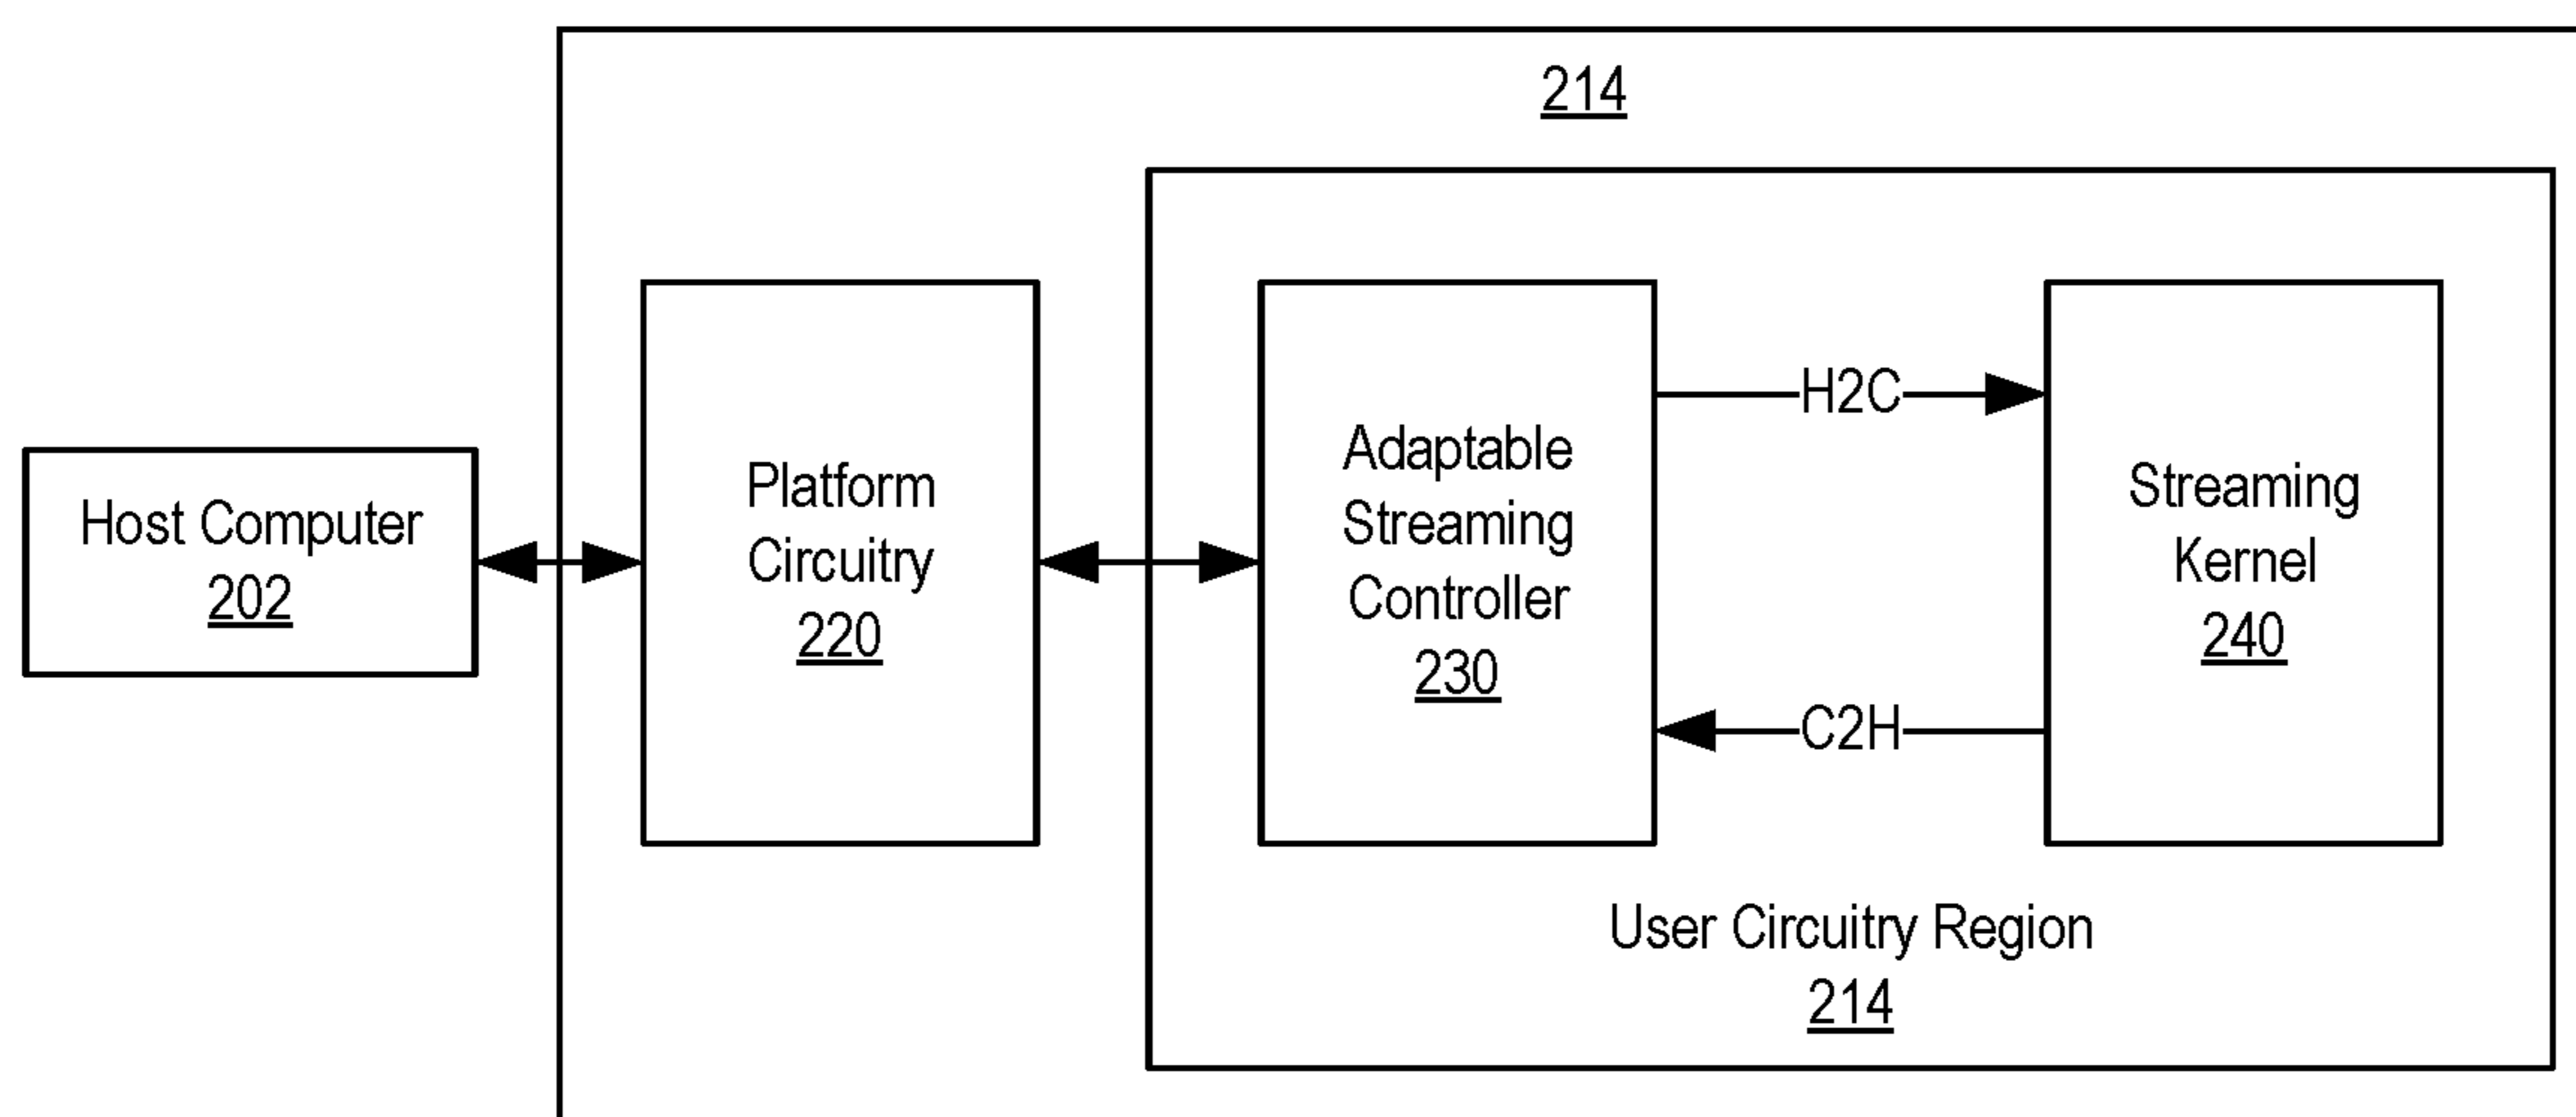 214
Host Computer
202
Platform
Circuitry
220
Adaptable
Streaming
Controller
230
H2C
C2H
Streaming
Kernel
240
User Circuitry Region
214